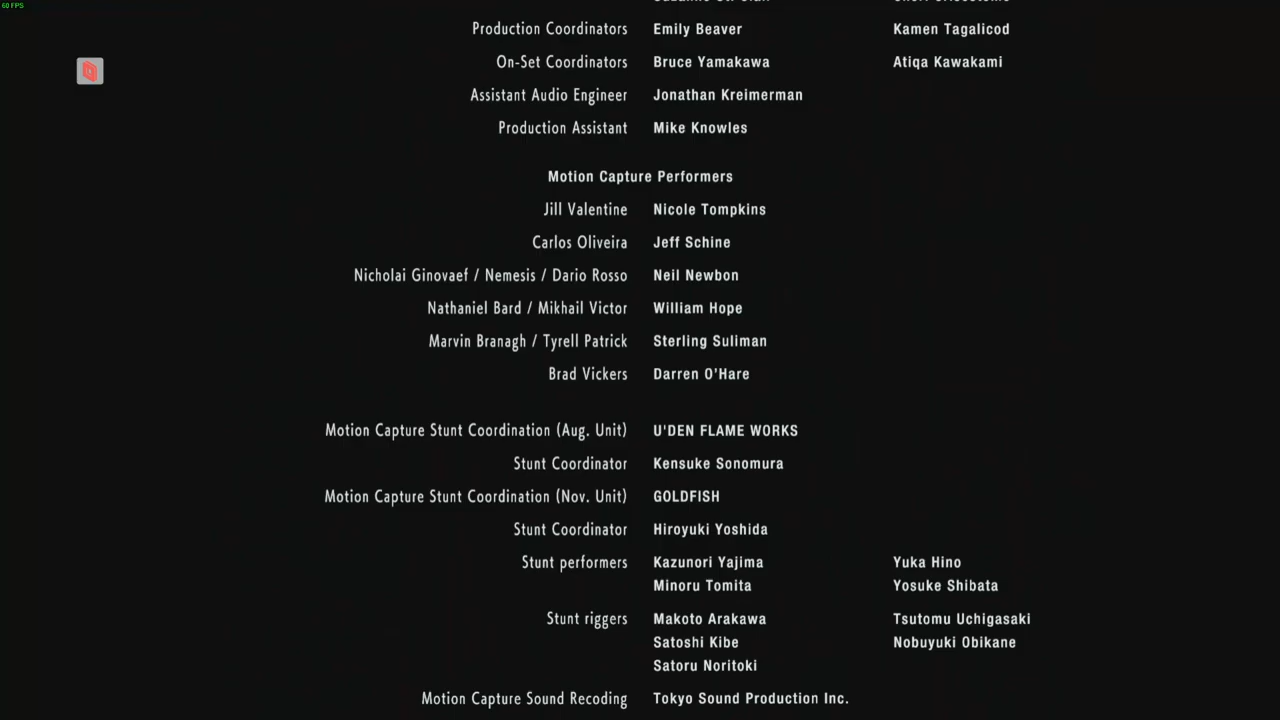 60 FPS
Production Coordinators Emily Beaver Kamen Tagalicod
On-Set Coordinators Bruce Yamakawa Atiqa Kawakami
Assistant Audio Engineer Jonathan Kreimerman
Production Assistant Mike Knowles
Motion Capture Performers
Jill Valentine Nicole Tompkins
Carlos Oliveira Jeff Schine
Nicholai Ginovaef / Nemesis / Dario Rosso Neil Newbon
Nathaniel Bard / Mikhail Victor William Hope
Marvin Branagh / Tyrell Patrick Sterling Suliman
Brad Vickers Darren O'Hare
Motion Capture Stunt Coordination (Aug. Unit) U'DEN FLAME WORKS
Stunt Coordinator Kensuke Sonomura
Motion Capture Stunt Coordination (Nov. Unit) GOLDFISH
Stunt Coordinator Hiroyuki Yoshida
Stunt performers Kazunori Yajima Yuka Hino
Minoru Tomita Yosuke Shibata
Stunt riggers Makoto Arakawa Tsutomu Uchigasaki
Satoshi Kibe Nobuyuki Obikane
Satoru Noritoki
Motion Capture Sound Recoding Tokyo Sound Production Inc.